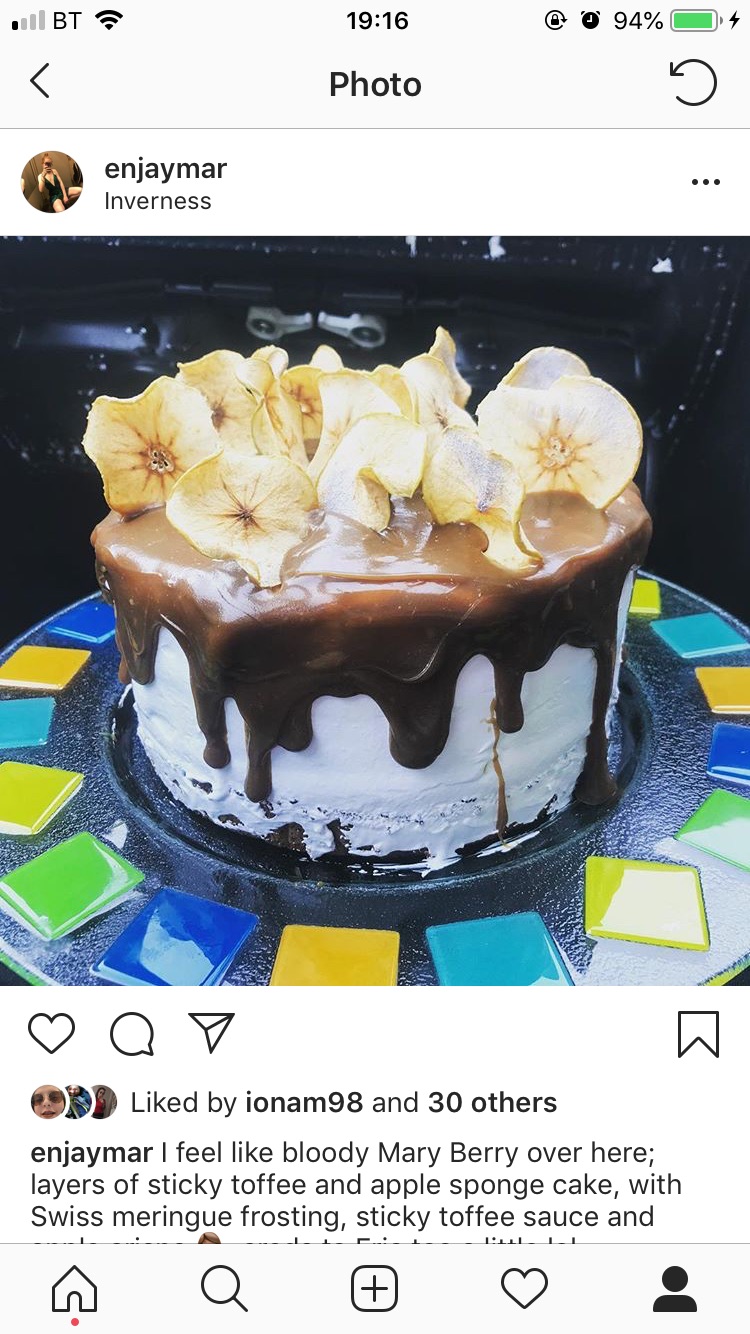 BT 19:16 94%
Photo
enjaymar
Inverness
Liked by ionam98 and 30 others
enjaymar I feel like bloody Mary Berry over here;
layers of sticky toffee and apple sponge cake, with
Swiss meringue frosting, sticky toffee sauce and